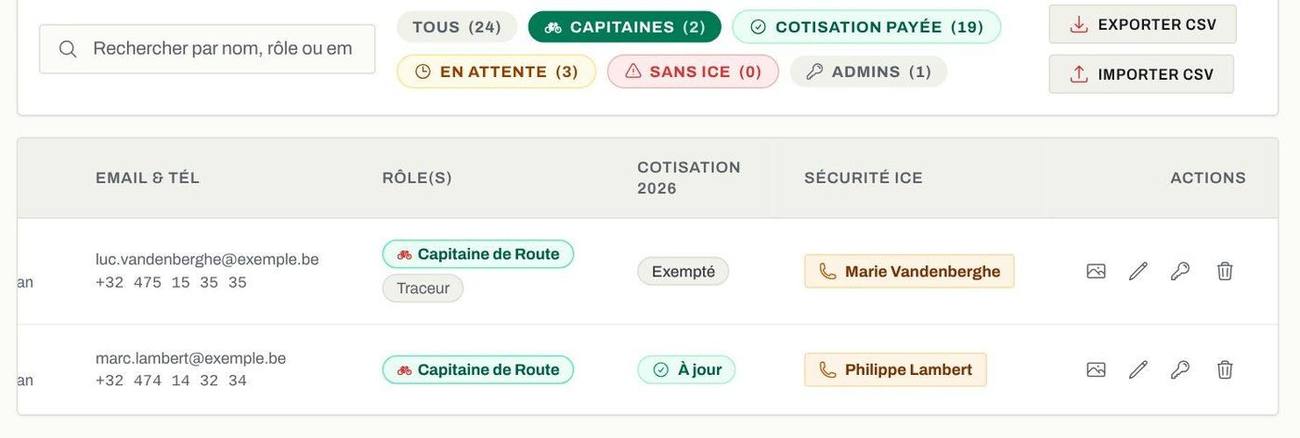 Rechercher par nom, rôle ou em
TOUS (24)
CAPITAINES (2)
COTISATION PAYÉE (19)
EN ATTENTE (3)
SANS ICE (0)
ADMINS (1)
EXPORTER CSV
IMPORTER CSV
EMAIL & TÉL
RÔLE(S)
COTISATION
2026
SÉCURITÉ ICE
ACTIONS
an
luc.vandenberghe@exemple.be
+32 475 15 35 35
Capitaine de Route
Traceur
Exempté
Marie Vandenberghe
an
marc.lambert@exemple.be
+32 474 14 32 34
Capitaine de Route
À jour
Philippe Lambert